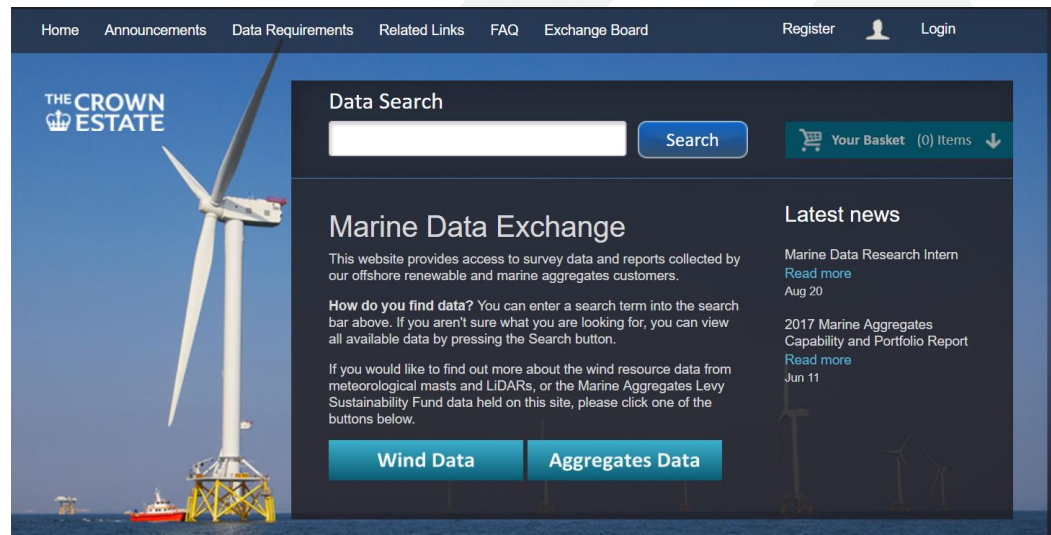 Home Announcements Data Requirements Related Links FAQ Exchange Board Register Login
THE CROWN
ESTATE
Data Search
Search
Your Basket (0) Items
Marine Data Exchange
This website provides access to survey data and reports collected by
our offshore renewable and marine aggregates customers.
How do you find data? You can enter a search term into the search
bar above. If you aren't sure what you are looking for, you can view
all available data by pressing the Search button.
If you would like to find out more about the wind resource data from
meteorological masts and LiDARs, or the Marine Aggregates Levy
Sustainability Fund data held on this site, please click one of the
buttons below.
Wind Data Aggregates Data
Latest news
Marine Data Research Intern
Read more
Aug 20
2017 Marine Aggregates
Capability and Portfolio Report
Read more
Jun 11